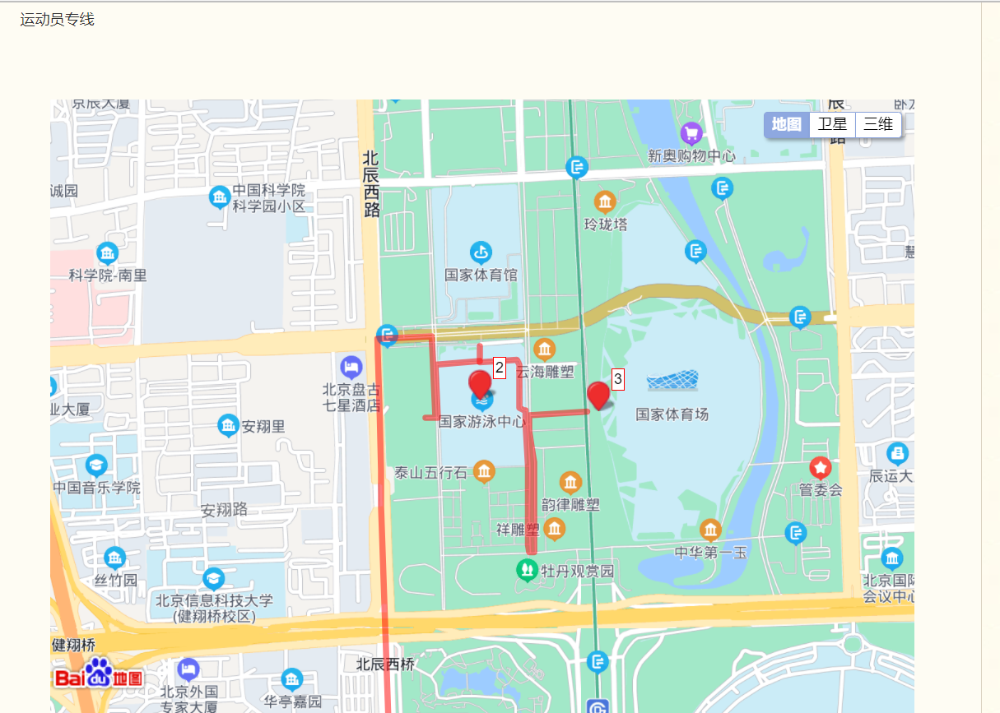 运动员专线
京辰大厦
地图
卫星
三维
新奥购物中心
北辰西路
诚园
中国科学院
科学园小区
玲珑塔
科学院-南里
国家体育馆
2
云海雕塑
3
北京盘古
七星酒店
业大厦
国家游泳中心
国家体育场
安翔里
中国音乐学院
泰山五行石
辰运大
管委会
韵律雕塑
安翔路
祥雕塑
中华第一玉
牡丹观赏园
丝竹园
北京国际
会议中心
北京信息科技大学
(健翔桥校区)
健翔桥
北辰西桥
Bai du 地图
北京外国
专家大厦
华亭嘉园